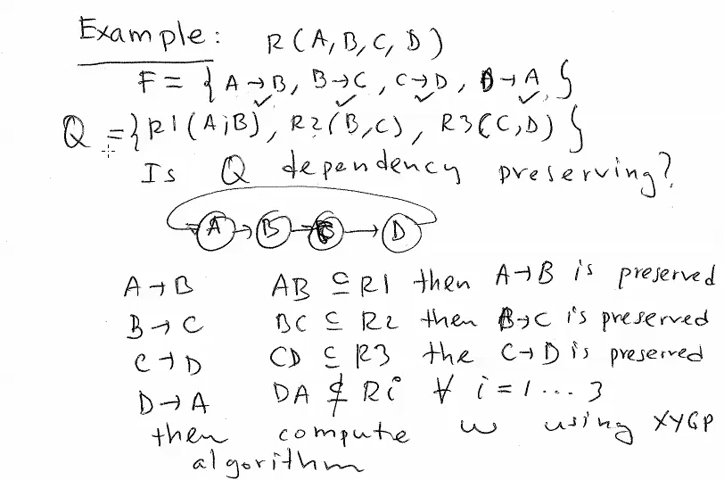 Example: R(A,B,C,D)
F = { A→B, B→C, C→D, D→A }
Q = { R1(A,B), R2(B,C), R3(C,D) }
Is Q dependency preserving?
A → B → C → D
A→B AB ⊆ R1 then A→B is preserved
B→C BC ⊆ R2 then B→C is preserved
C→D CD ⊆ R3 the C→D is preserved
D→A DA ⊄ Ri ∀ i=1...3
then compute w using XYGP
algorithm